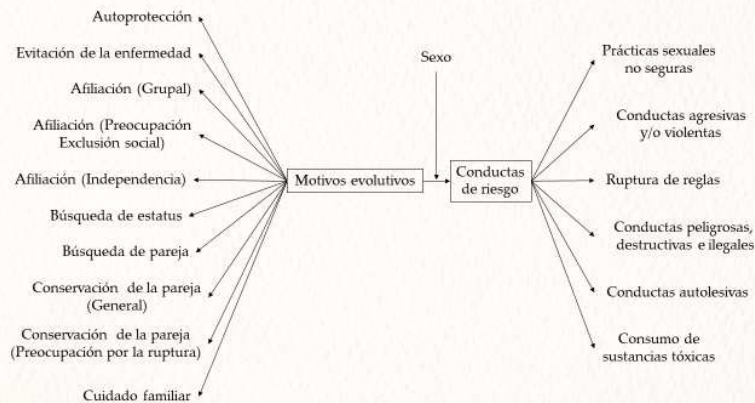 Autoprotección
Evitación de la enfermedad
Afiliación (Grupal)
Afiliación (Preocupación
Exclusión social)
Afiliación (Independencia)
Búsqueda de estatus
Búsqueda de pareja
Conservación de la pareja
(General)
Conservación de la pareja
(Preocupación por la ruptura)
Cuidado familiar
Motivos evolutivos
Sexo
Conductas
de riesgo
Prácticas sexuales
no seguras
Conductas agresivas
y/o violentas
Ruptura de reglas
Conductas peligrosas,
destructivas e ilegales
Conductas autolesivas
Consumo de
sustancias tóxicas